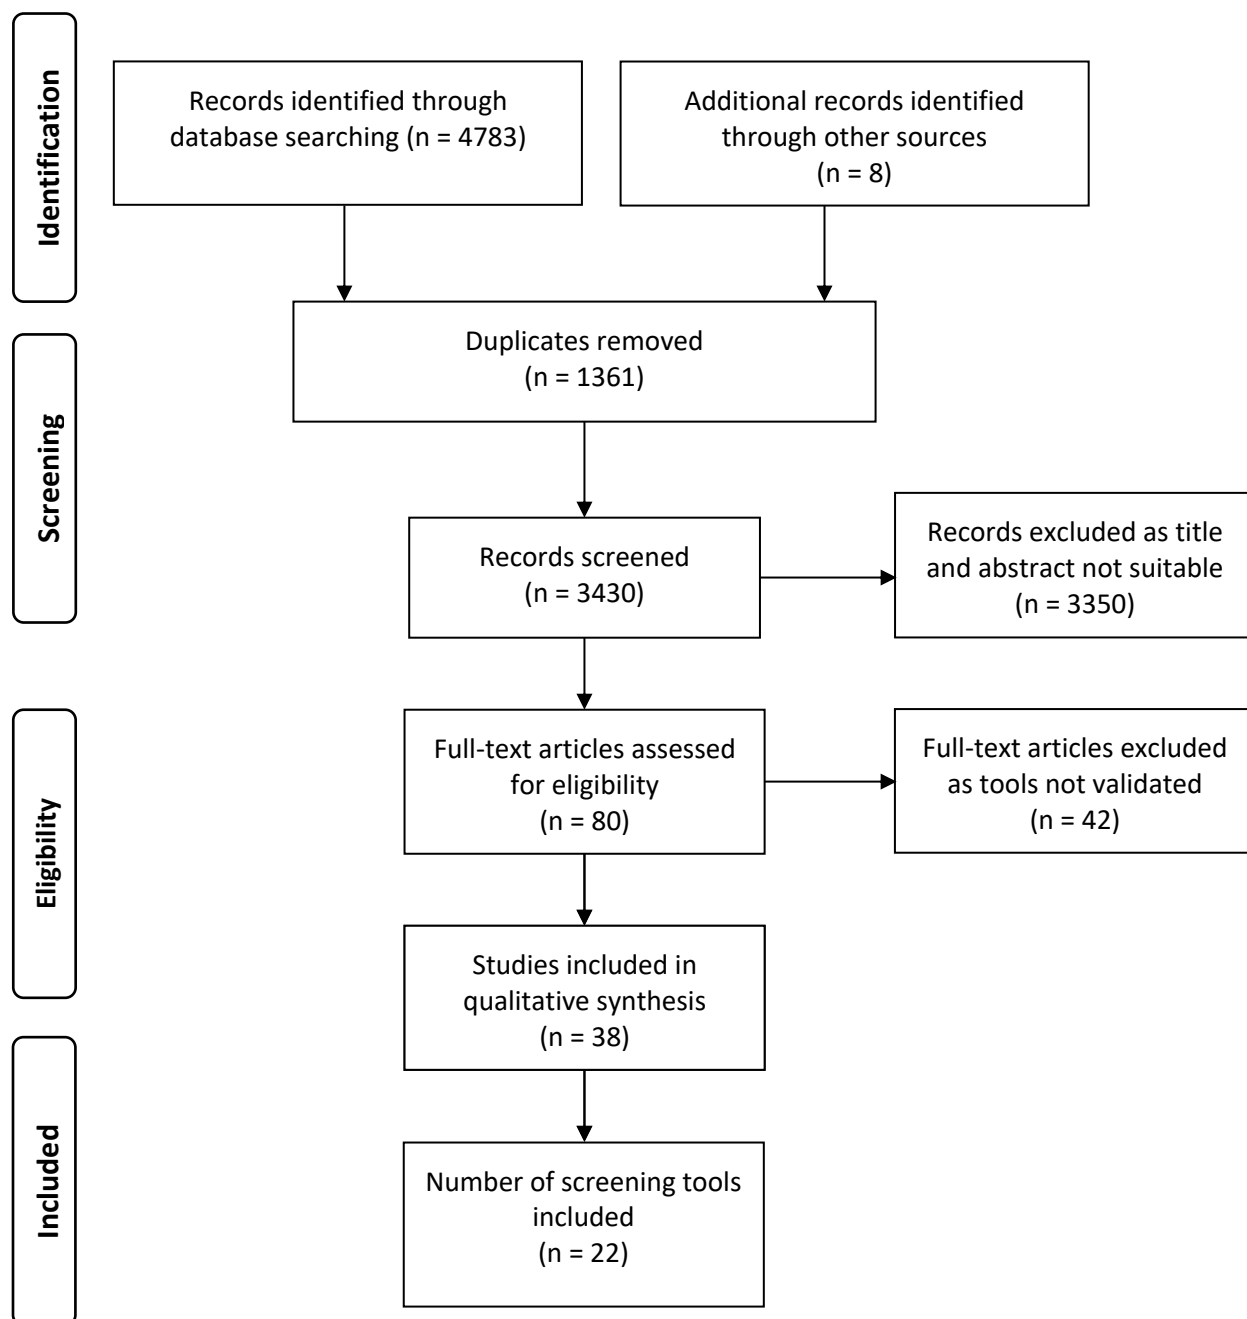 Identification
Records identified through
database searching (n = 4783)
Additional records identified
through other sources
(n = 8)
Screening
Duplicates removed
(n = 1361)
Records screened
(n = 3430)
Records excluded as title
and abstract not suitable
(n = 3350)
Eligibility
Full-text articles assessed
for eligibility
(n = 80)
Full-text articles excluded
as tools not validated
(n = 42)
Studies included in
qualitative synthesis
(n = 38)
Included
Number of screening tools
included
(n = 22)